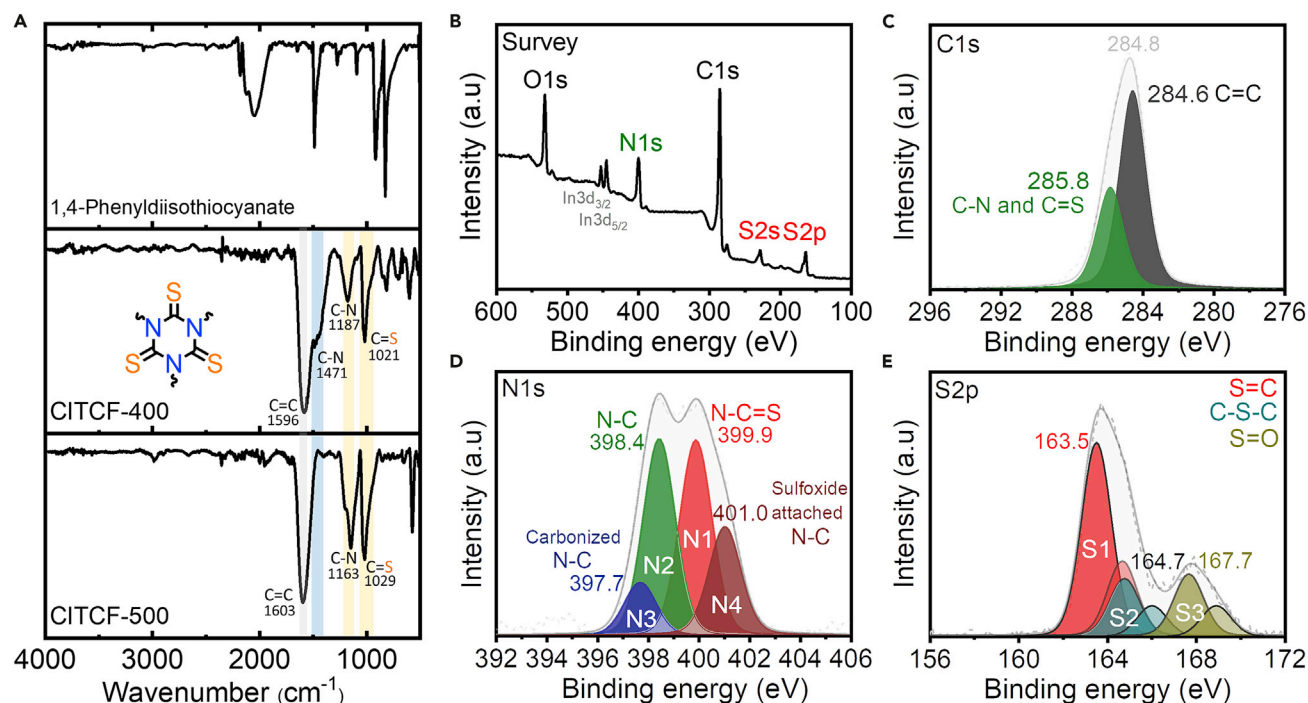 A
1,4-Phenyldiisothiocyanate
S
N N
S N S
C=C
1596
C-N
1471
C-N
1187
C=S
1021
CITCF-400
C=C
1603
C-N
1163
C=S
1029
CITCF-500
4000 3000 2000 1000
Wavenumber (cm-1)
B
Survey
O1s
N1s
C1s
In3d3/2
In3d5/2
S2s S2p
Intensity (a.u)
600 500 400 300 200 100
Binding energy (eV)
C
C1s
284.8
284.6 C=C
285.8
C-N and C=S
Intensity (a.u)
296 292 288 284 280 276
Binding energy (eV)
D
N1s
N-C
398.4
N-C=S
399.9
Sulfoxide
401.0 attached
N-C
Carbonized
N-C
397.7
N1
N2
N3
N4
Intensity (a.u)
392 394 396 398 400 402 404 406
Binding energy (eV)
E
S2p
S=C
C-S-C
S=O
163.5
164.7
167.7
S1
S2
S3
Intensity (a.u)
156 160 164 168 172
Binding energy (eV)